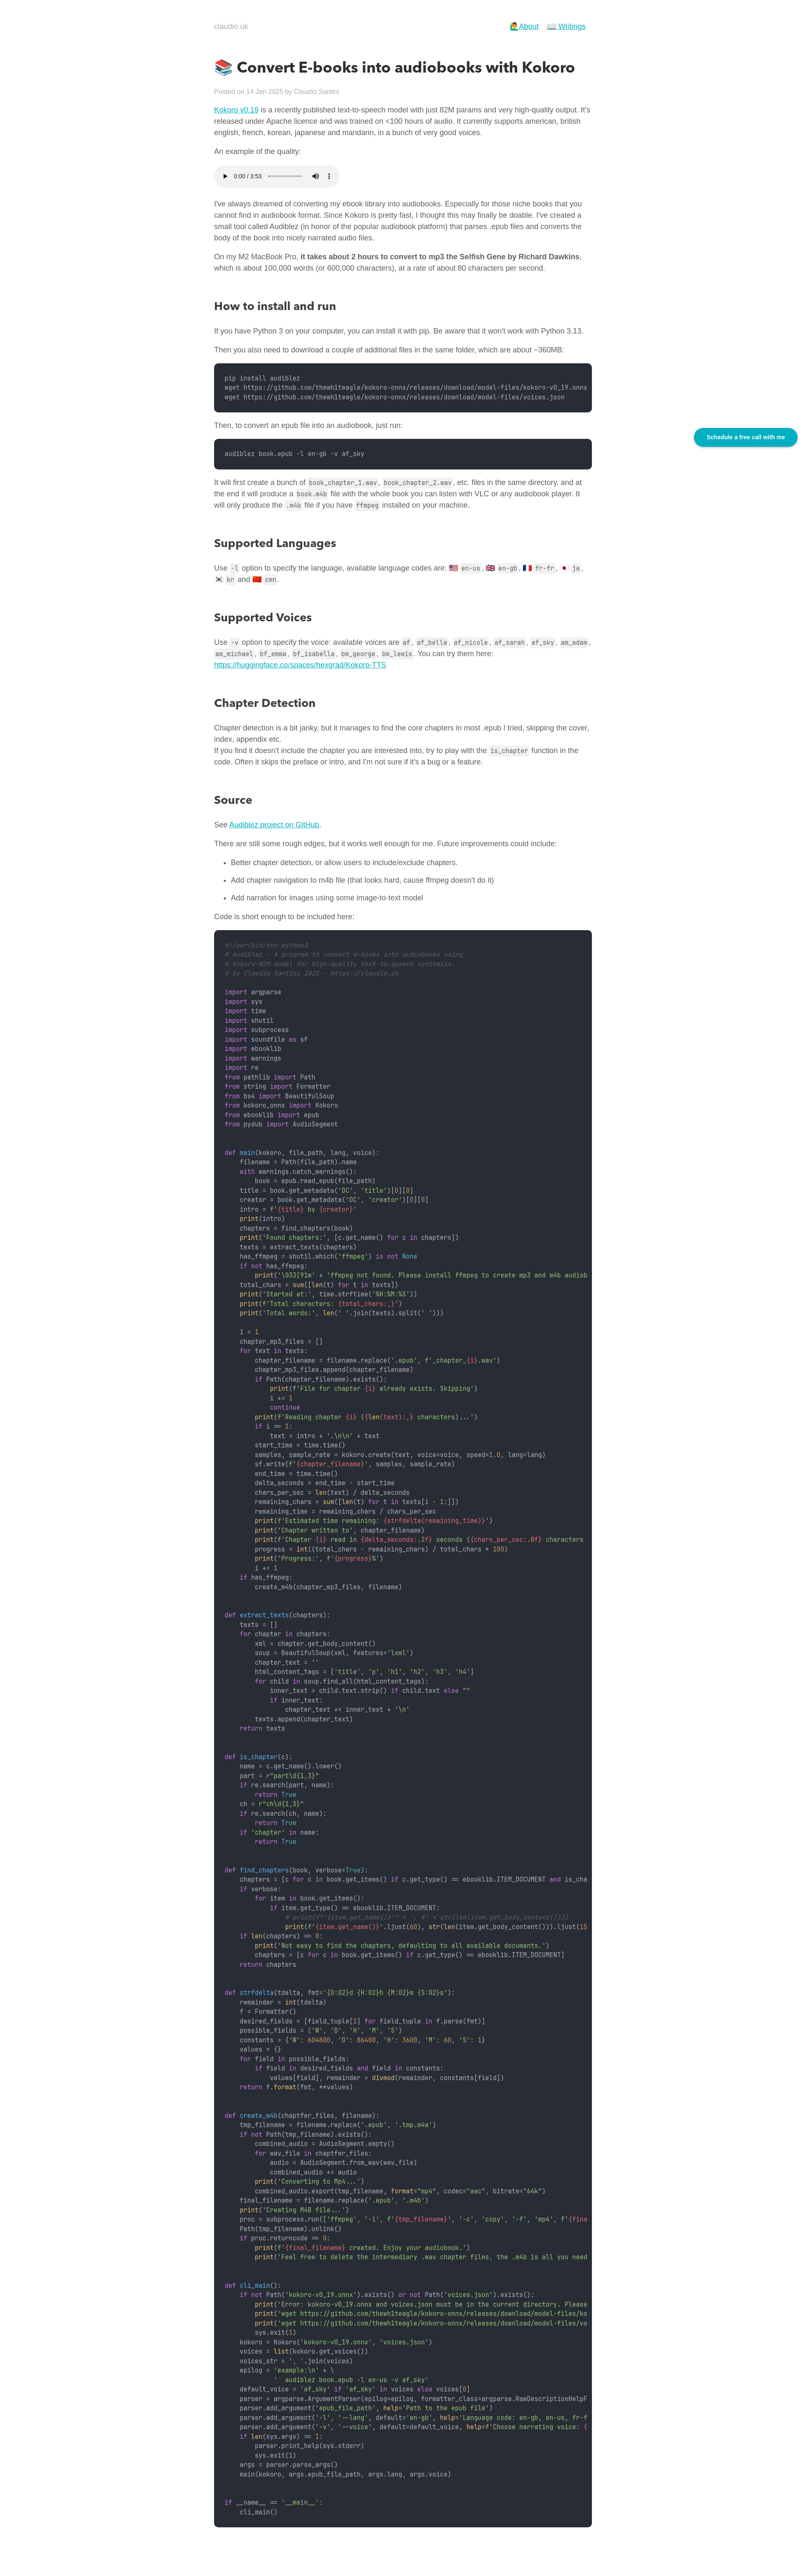 claudio.uk
🙋‍♂️About 📖 Writings
📚 Convert E-books into audiobooks with Kokoro
Posted on 14 Jan 2025 by Claudio Santini
Kokoro v0.19 is a recently published text-to-speech model with just 82M params and very high-quality output. It's
released under Apache licence and was trained on <100 hours of audio. It currently supports american, british
english, french, korean, japanese and mandarin, in a bunch of very good voices.
An example of the quality:
0:00 / 3:53
I've always dreamed of converting my ebook library into audiobooks. Especially for those niche books that you
cannot find in audiobook format. Since Kokoro is pretty fast, I thought this may finally be doable. I've created a
small tool called Audiblez (in honor of the popular audiobook platform) that parses .epub files and converts the
body of the book into nicely narrated audio files.
On my M2 MacBook Pro, it takes about 2 hours to convert to mp3 the Selfish Gene by Richard Dawkins,
which is about 100,000 words (or 600,000 characters), at a rate of about 80 characters per second.
How to install and run
If you have Python 3 on your computer, you can install it with pip. Be aware that it won't work with Python 3.13.
Then you also need to download a couple of additional files in the same folder, which are about ~360MB:
pip install audiblez
wget https://github.com/thewh1teagle/kokoro-onnx/releases/download/model-files/kokoro-v0_19.onnx
wget https://github.com/thewh1teagle/kokoro-onnx/releases/download/model-files/voices.json
Schedule a free call with me
Then, to convert an epub file into an audiobook, just run:
audiblez book.epub -l en-gb -v af_sky
It will first create a bunch of book_chapter_1.wav, book_chapter_2.wav, etc. files in the same directory, and at
the end it will produce a book.m4b file with the whole book you can listen with VLC or any audiobook player. It
will only produce the .m4b file if you have ffmpeg installed on your machine.
Supported Languages
Use -l option to specify the language, available language codes are: 🇺🇸 en-us, 🇬🇧 en-gb, 🇫🇷 fr-fr, 🇯🇵 ja,
🇰🇷 kr and 🇨🇳 cmn.
Supported Voices
Use -v option to specify the voice: available voices are af, af_bella, af_nicole, af_sarah, af_sky, am_adam,
am_michael, bf_emma, bf_isabella, bm_george, bm_lewis. You can try them here:
https://huggingface.co/spaces/hexgrad/Kokoro-TTS
Chapter Detection
Chapter detection is a bit janky, but it manages to find the core chapters in most .epub I tried, skipping the cover,
index, appendix etc.
If you find it doesn't include the chapter you are interested into, try to play with the is_chapter function in the
code. Often it skips the preface or intro, and I'm not sure if it's a bug or a feature.
Source
See Audiblez project on GitHub.
There are still some rough edges, but it works well enough for me. Future improvements could include:
• Better chapter detection, or allow users to include/exclude chapters.
• Add chapter navigation to m4b file (that looks hard, cause ffmpeg doesn't do it)
• Add narration for images using some image-to-text model
Code is short enough to be included here:
#!/usr/bin/env python3
# audiblez - A program to convert e-books into audiobooks using
# Kokoro-82M model for high-quality text-to-speech synthesis.
# by Claudio Santini 2025 - https://claudio.uk
import argparse
import sys
import time
import shutil
import subprocess
import soundfile as sf
import ebooklib
import warnings
import re
from pathlib import Path
from string import Formatter
from bs4 import BeautifulSoup
from kokoro_onnx import Kokoro
from ebooklib import epub
from pydub import AudioSegment
def main(kokoro, file_path, lang, voice):
    filename = Path(file_path).name
    with warnings.catch_warnings():
        book = epub.read_epub(file_path)
    title = book.get_metadata('DC', 'title')[0][0]
    creator = book.get_metadata('DC', 'creator')[0][0]
    intro = f'{title} by {creator}'
    print(intro)
    chapters = find_chapters(book)
    print('Found chapters:', [c.get_name() for c in chapters])
    texts = extract_texts(chapters)
    has_ffmpeg = shutil.which('ffmpeg') is not None
    if not has_ffmpeg:
        print('\033[91m' + 'ffmpeg not found. Please install ffmpeg to create mp3 and m4b audiob
    total_chars = sum([len(t) for t in texts])
    print('Started at:', time.strftime('%H:%M:%S'))
    print(f'Total characters: {total_chars:,}')
    print('Total words:', len(' '.join(texts).split(' ')))
    i = 1
    chapter_mp3_files = []
    for text in texts:
        chapter_filename = filename.replace('.epub', f'_chapter_{i}.wav')
        chapter_mp3_files.append(chapter_filename)
        if Path(chapter_filename).exists():
            print(f'File for chapter {i} already exists. Skipping')
            i += 1
            continue
        print(f'Reading chapter {i} ({len(text):,} characters)...')
        if i == 1:
            text = intro + '.\n\n' + text
        start_time = time.time()
        samples, sample_rate = kokoro.create(text, voice=voice, speed=1.0, lang=lang)
        sf.write(f'{chapter_filename}', samples, sample_rate)
        end_time = time.time()
        delta_seconds = end_time - start_time
        chars_per_sec = len(text) / delta_seconds
        remaining_chars = sum([len(t) for t in texts[i - 1:]])
        remaining_time = remaining_chars / chars_per_sec
        print(f'Estimated time remaining: {strfdelta(remaining_time)}')
        print('Chapter written to', chapter_filename)
        print(f'Chapter {i} read in {delta_seconds:.2f} seconds ({chars_per_sec:.0f} characters
        progress = int((total_chars - remaining_chars) / total_chars * 100)
        print('Progress:', f'{progress}%')
        i += 1
    if has_ffmpeg:
        create_m4b(chapter_mp3_files, filename)
def extract_texts(chapters):
    texts = []
    for chapter in chapters:
        xml = chapter.get_body_content()
        soup = BeautifulSoup(xml, features='lxml')
        chapter_text = ''
        html_content_tags = ['title', 'p', 'h1', 'h2', 'h3', 'h4']
        for child in soup.find_all(html_content_tags):
            inner_text = child.text.strip() if child.text else ""
            if inner_text:
                chapter_text += inner_text + '\n'
        texts.append(chapter_text)
    return texts
def is_chapter(c):
    name = c.get_name().lower()
    part = r"part\d{1,3}"
    if re.search(part, name):
        return True
    ch = r"ch\d{1,3}"
    if re.search(ch, name):
        return True
    if 'chapter' in name:
        return True
def find_chapters(book, verbose=True):
    chapters = [c for c in book.get_items() if c.get_type() == ebooklib.ITEM_DOCUMENT and is_cha
    if verbose:
        for item in book.get_items():
            if item.get_type() == ebooklib.ITEM_DOCUMENT:
                # print(f"'{item.get_name()}'" + ', #' + str(len(item.get_body_content())))
                print(f'{item.get_name()}'.ljust(60), str(len(item.get_body_content())).ljust(15
    if len(chapters) == 0:
        print('Not easy to find the chapters, defaulting to all available documents.')
        chapters = [c for c in book.get_items() if c.get_type() == ebooklib.ITEM_DOCUMENT]
    return chapters
def strfdelta(tdelta, fmt='{D:02}d {H:02}h {M:02}m {S:02}s'):
    remainder = int(tdelta)
    f = Formatter()
    desired_fields = [field_tuple[1] for field_tuple in f.parse(fmt)]
    possible_fields = ('W', 'D', 'H', 'M', 'S')
    constants = {'W': 604800, 'D': 86400, 'H': 3600, 'M': 60, 'S': 1}
    values = {}
    for field in possible_fields:
        if field in desired_fields and field in constants:
            values[field], remainder = divmod(remainder, constants[field])
    return f.format(fmt, **values)
def create_m4b(chaptfer_files, filename):
    tmp_filename = filename.replace('.epub', '.tmp.m4a')
    if not Path(tmp_filename).exists():
        combined_audio = AudioSegment.empty()
        for wav_file in chaptfer_files:
            audio = AudioSegment.from_wav(wav_file)
            combined_audio += audio
        print('Converting to Mp4...')
        combined_audio.export(tmp_filename, format="mp4", codec="aac", bitrate="64k")
    final_filename = filename.replace('.epub', '.m4b')
    print('Creating M4B file...')
    proc = subprocess.run(['ffmpeg', '-i', f'{tmp_filename}', '-c', 'copy', '-f', 'mp4', f'{fina
    Path(tmp_filename).unlink()
    if proc.returncode == 0:
        print(f'{final_filename} created. Enjoy your audiobook.')
        print('Feel free to delete the intermediary .wav chapter files, the .m4b is all you need
def cli_main():
    if not Path('kokoro-v0_19.onnx').exists() or not Path('voices.json').exists():
        print('Error: kokoro-v0_19.onnx and voices.json must be in the current directory. Please
        print('wget https://github.com/thewh1teagle/kokoro-onnx/releases/download/model-files/ko
        print('wget https://github.com/thewh1teagle/kokoro-onnx/releases/download/model-files/vo
        sys.exit(1)
    kokoro = Kokoro('kokoro-v0_19.onnx', 'voices.json')
    voices = list(kokoro.get_voices())
    voices_str = ', '.join(voices)
    epilog = 'example:\n' + \
             '  audiblez book.epub -l en-us -v af_sky'
    default_voice = 'af_sky' if 'af_sky' in voices else voices[0]
    parser = argparse.ArgumentParser(epilog=epilog, formatter_class=argparse.RawDescriptionHelpF
    parser.add_argument('epub_file_path', help='Path to the epub file')
    parser.add_argument('-l', '--lang', default='en-gb', help='Language code: en-gb, en-us, fr-f
    parser.add_argument('-v', '--voice', default=default_voice, help=f'Choose narrating voice: {
    if len(sys.argv) == 1:
        parser.print_help(sys.stderr)
        sys.exit(1)
    args = parser.parse_args()
    main(kokoro, args.epub_file_path, args.lang, args.voice)
if __name__ == '__main__':
    cli_main()